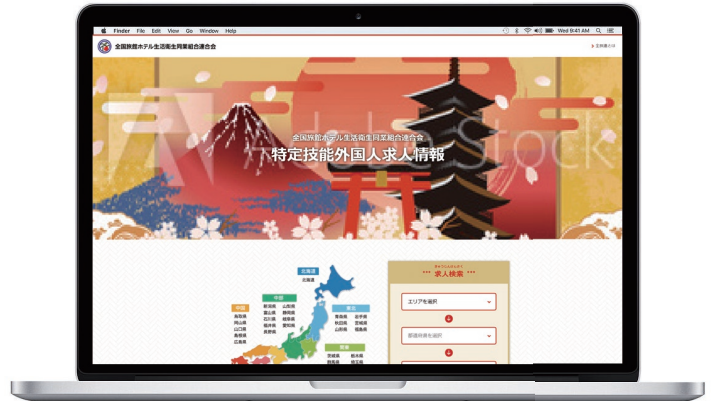 Finder File Edit View Go Window Help
Wed 9:41 AM
全国旅館ホテル生活衛生同業組合連合会
Adobe Stock
全国旅館ホテル生活衛生同業組合連合会
特定技能外国人求人情報
北海道
北海道
中部
新潟県 山梨県
富山県 静岡県
石川県 岐阜県
福井県 愛知県
長野県
東北
青森県 岩手県
秋田県 宮城県
山形県 福島県
中国
鳥取県
岡山県
山口県
島根県
広島県
関東
茨城県 栃木県
群馬県 埼玉県
求人検索
エリアを選択
都道府県を選択